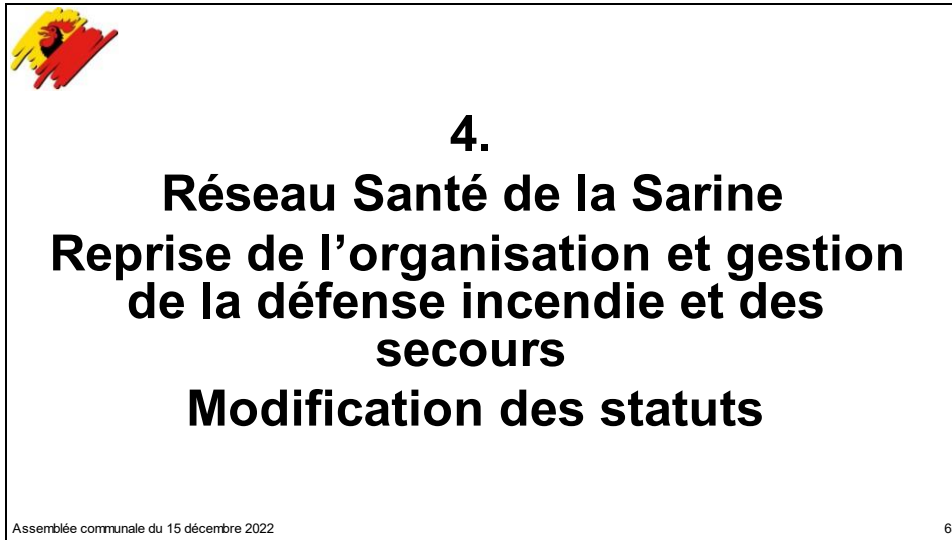 4.
Réseau Santé de la Sarine
Reprise de l’organisation et gestion
de la défense incendie et des
secours
Modification des statuts
Assemblée communale du 15 décembre 2022
6